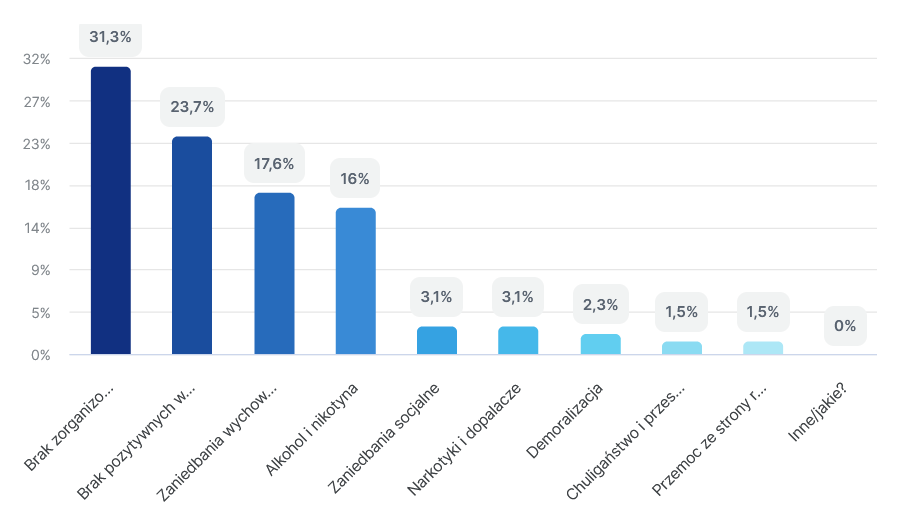 31,3%
23,7%
17,6%
16%
3,1%
3,1%
2,3%
1,5%
1,5%
0%
32%
27%
23%
18%
14%
9%
5%
0%
Brak zorganizo...
Brak pozytywnych w...
Zaniedbania wychow...
Alkohol i nikotyna
Zaniedbania socjalne
Narkotyki i dopalacze
Demoralizacja
Chuligaństwo i przes...
Przemoc ze strony r...
Inne/jakie?